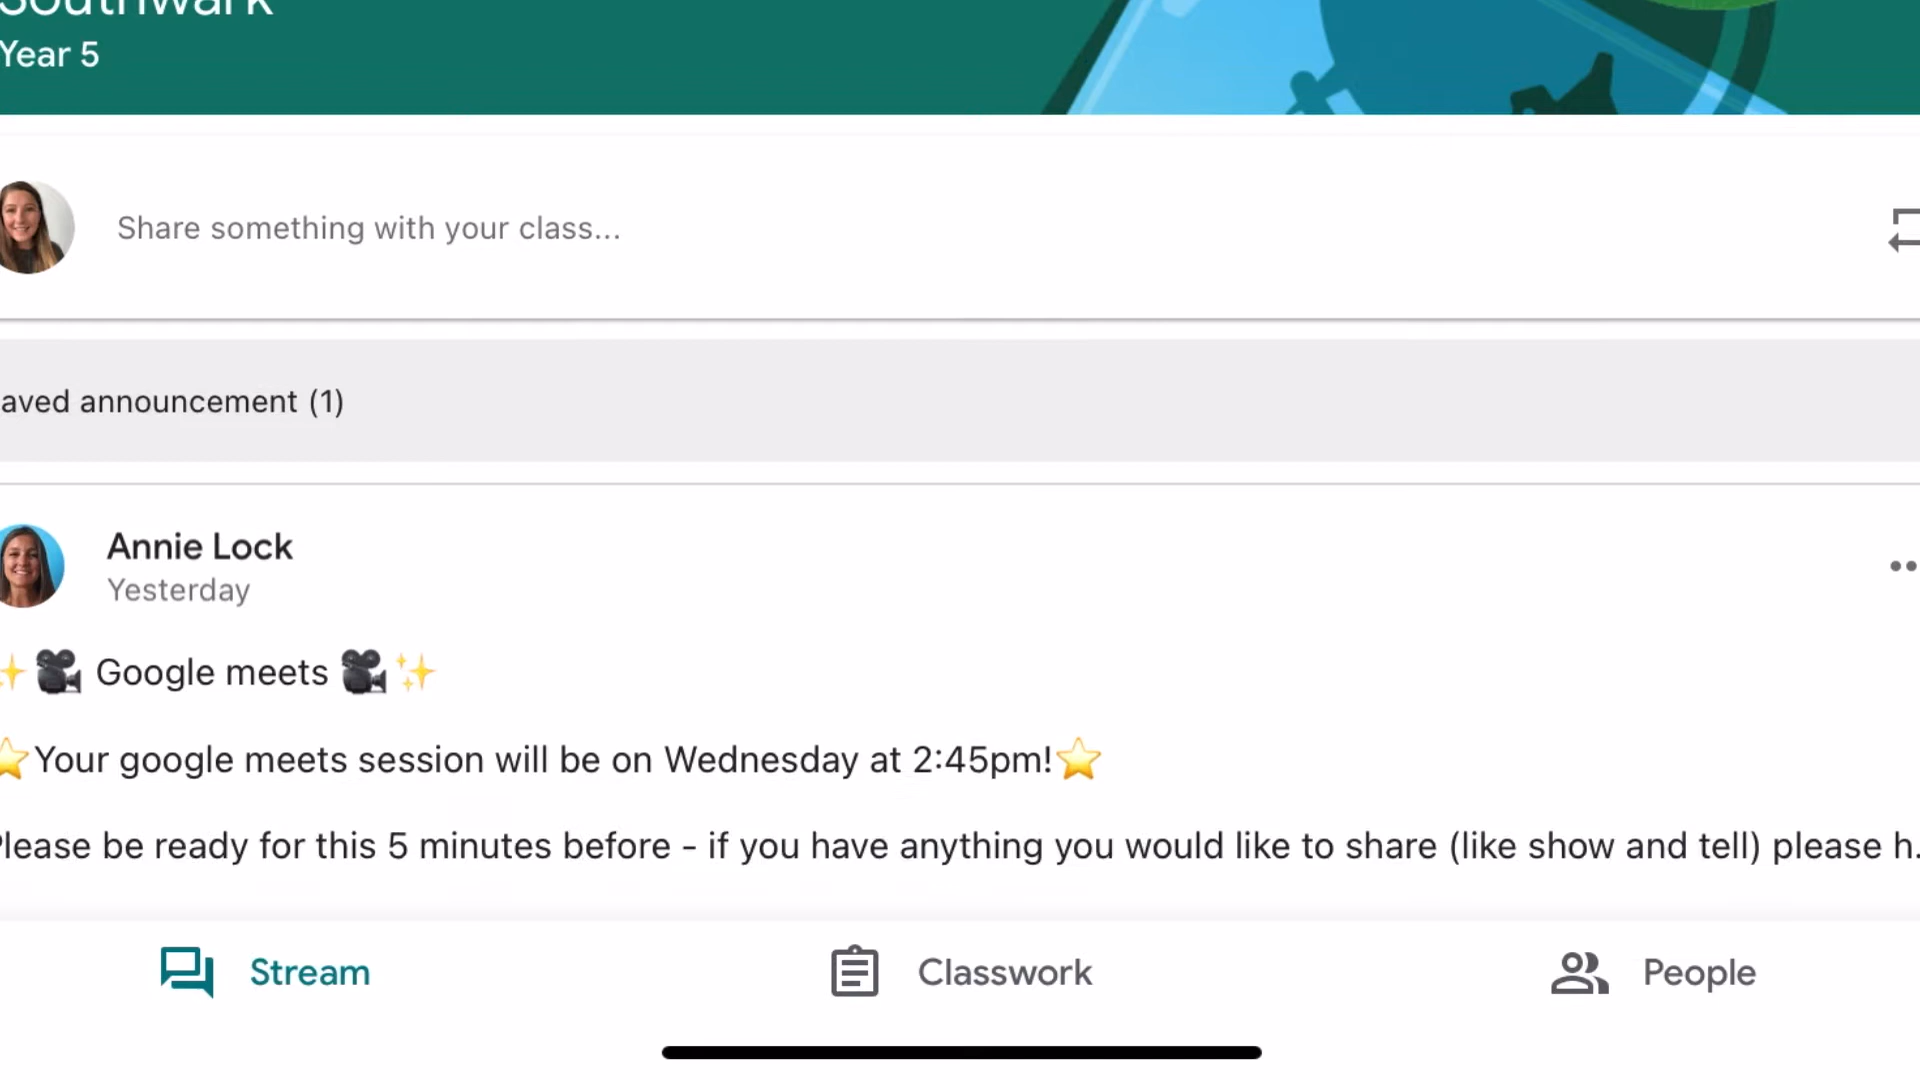 Southwark
Year 5
Share something with your class...
aved announcement (1)
Annie Lock
Yesterday
✨🎥 Google meets 🎥✨
⭐Your google meets session will be on Wednesday at 2:45pm!⭐
Please be ready for this 5 minutes before - if you have anything you would like to share (like show and tell) please h.
Stream
Classwork
People